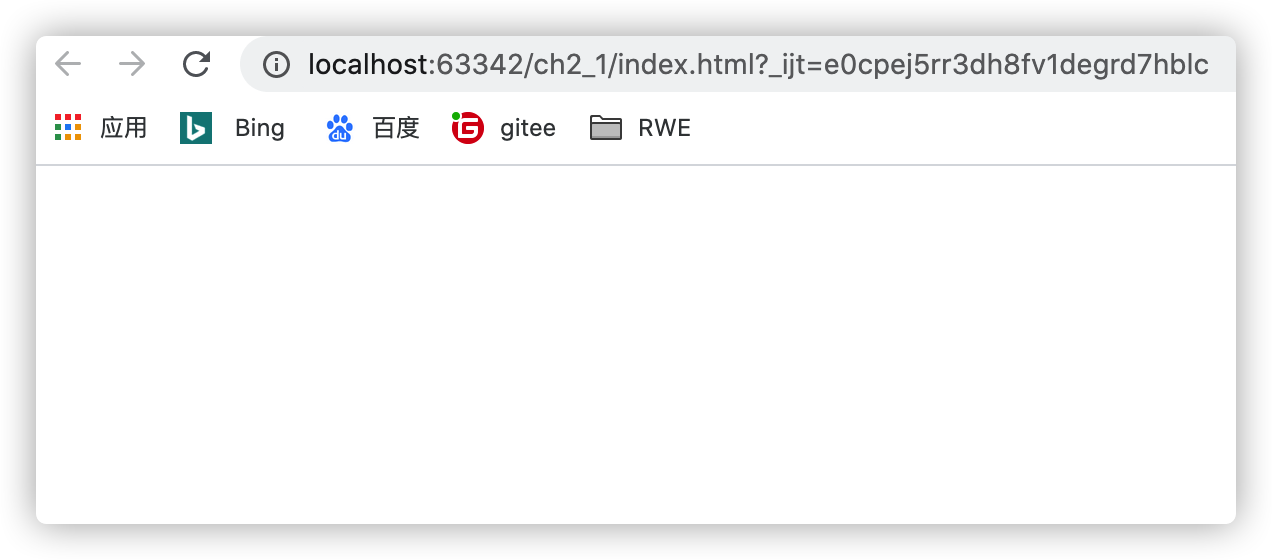 localhost:63342/ch2_1/index.html?_ijt=e0cpej5rr3dh8fv1degrd7hblc
应用 Bing 百度 gitee RWE